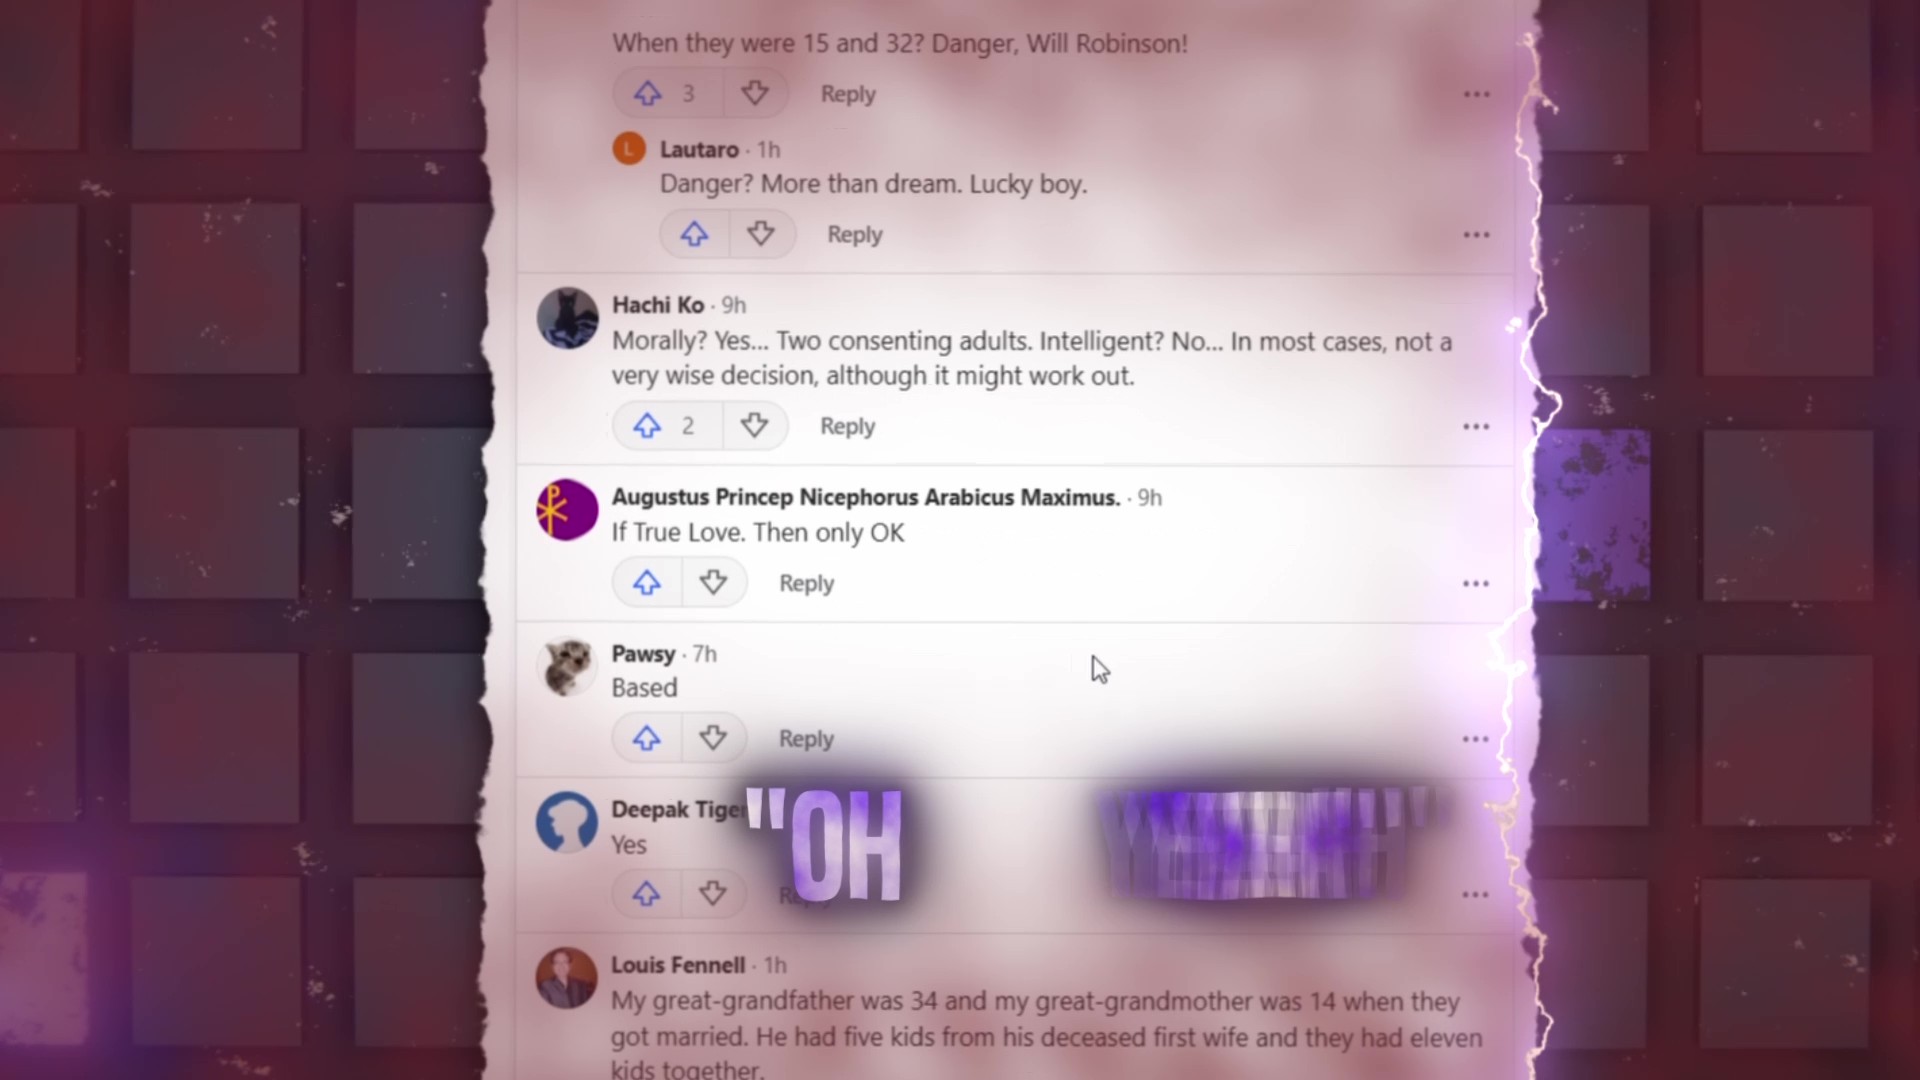 When they were 15 and 32? Danger, Will Robinson!
3 Reply
L Lautaro · 1h
Danger? More than dream. Lucky boy.
Reply
Hachi Ko · 9h
Morally? Yes... Two consenting adults. Intelligent? No... In most cases, not a
very wise decision, although it might work out.
2 Reply
Augustus Princep Nicephorus Arabicus Maximus. · 9h
If True Love. Then only OK
Reply
Pawsy · 7h
Based
Reply
Deepak Tiger
"OH
Yes
Louis Fennell · 1h
My great-grandfather was 34 and my great-grandmother was 14 when they
got married. He had five kids from his deceased first wife and they had eleven
kids together.